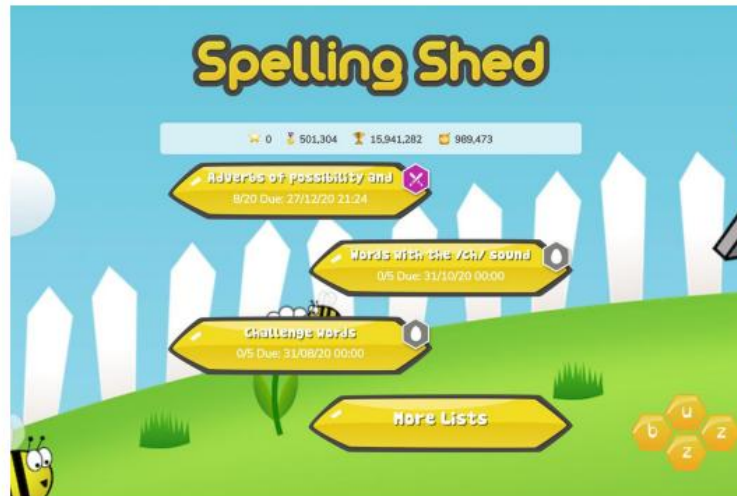 Spelling Shed
0 501,304 15,941,282 989,473
Adverbs of possibility and
8/20 Due: 27/12/20 21:24
Words with the /ch/ sound
0/5 Due: 31/10/20 00:00
Challenge words
0/5 Due: 31/08/20 00:00
More Lists
b u z z